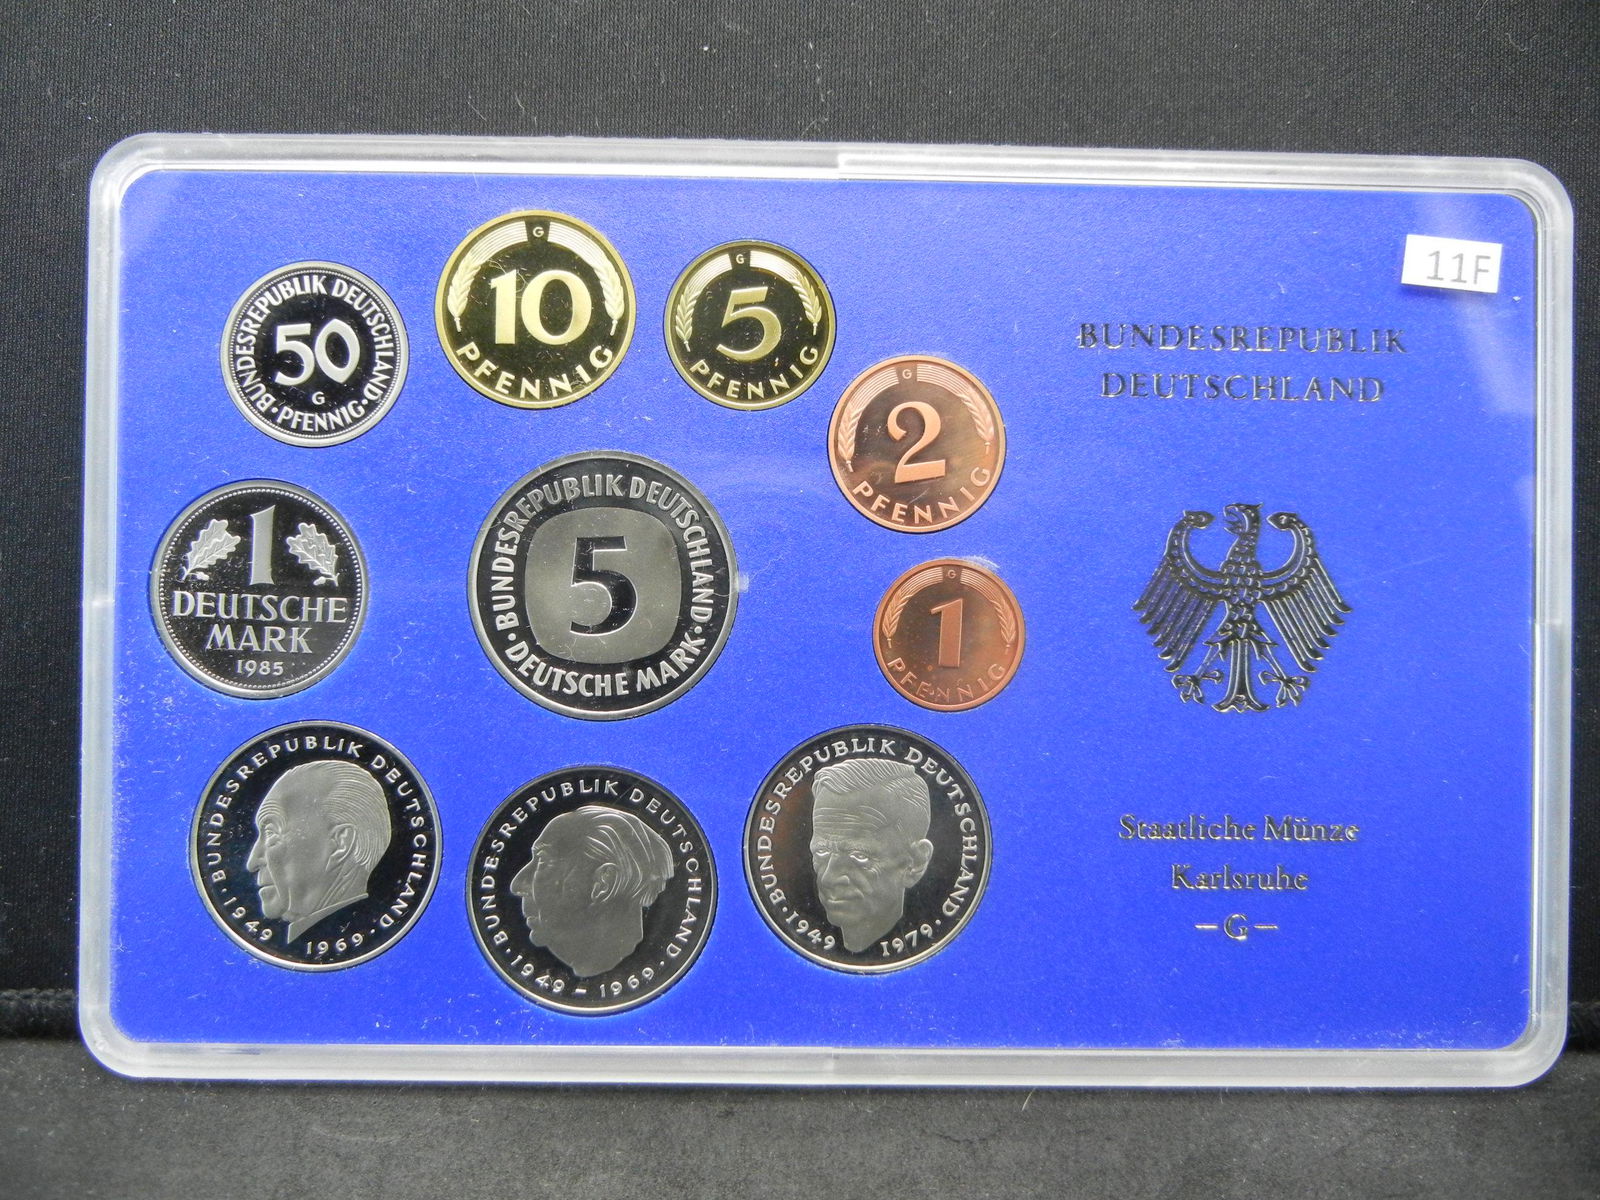 11F
BUNDESREPUBLIK
DEUTSCHLAND
Staatliche Münze
Karlsruhe
– G –
BUNDESREPUBLIK DEUTSCHLAND
50
G
· PFENNIG ·
G
10
PFENNIG
G
5
PFENNIG
G
2
PFENNIG
1
DEUTSCHE
MARK
1985
BUNDESREPUBLIK DEUTSCHLAND
5
· DEUTSCHE MARK ·
G
1
PFENNIG
· BUNDESREPUBLIK DEUTSCHLAND ·
1949 1969
· BUNDESREPUBLIK DEUTSCHLAND ·
1949 – 1969
· BUNDESREPUBLIK DEUTSCHLAND ·
1949 1979